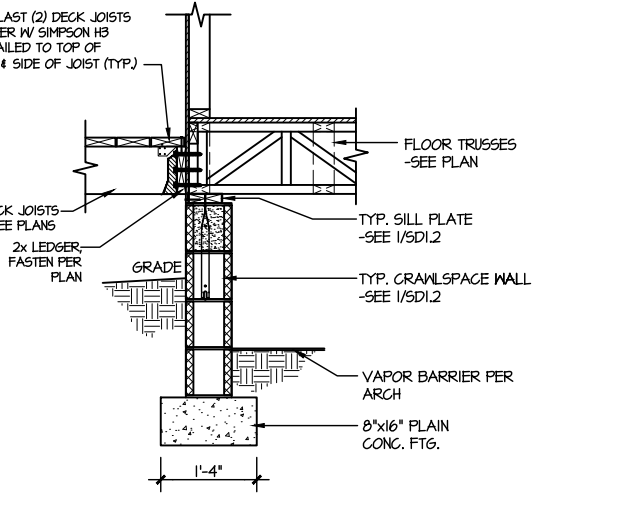 LAST (2) DECK JOISTS
ER W/ SIMPSON H3
AILED TO TOP OF
& SIDE OF JOIST (TYP.)
FLOOR TRUSSES
-SEE PLAN
CK JOISTS
EE PLANS
TYP. SILL PLATE
-SEE 1/SD1.2
2x LEDGER,
FASTEN PER
PLAN
GRADE
TYP. CRAWLSPACE WALL
-SEE 1/SD1.2
VAPOR BARRIER PER
ARCH
8"x16" PLAIN
CONC. FTG.
1'-4"